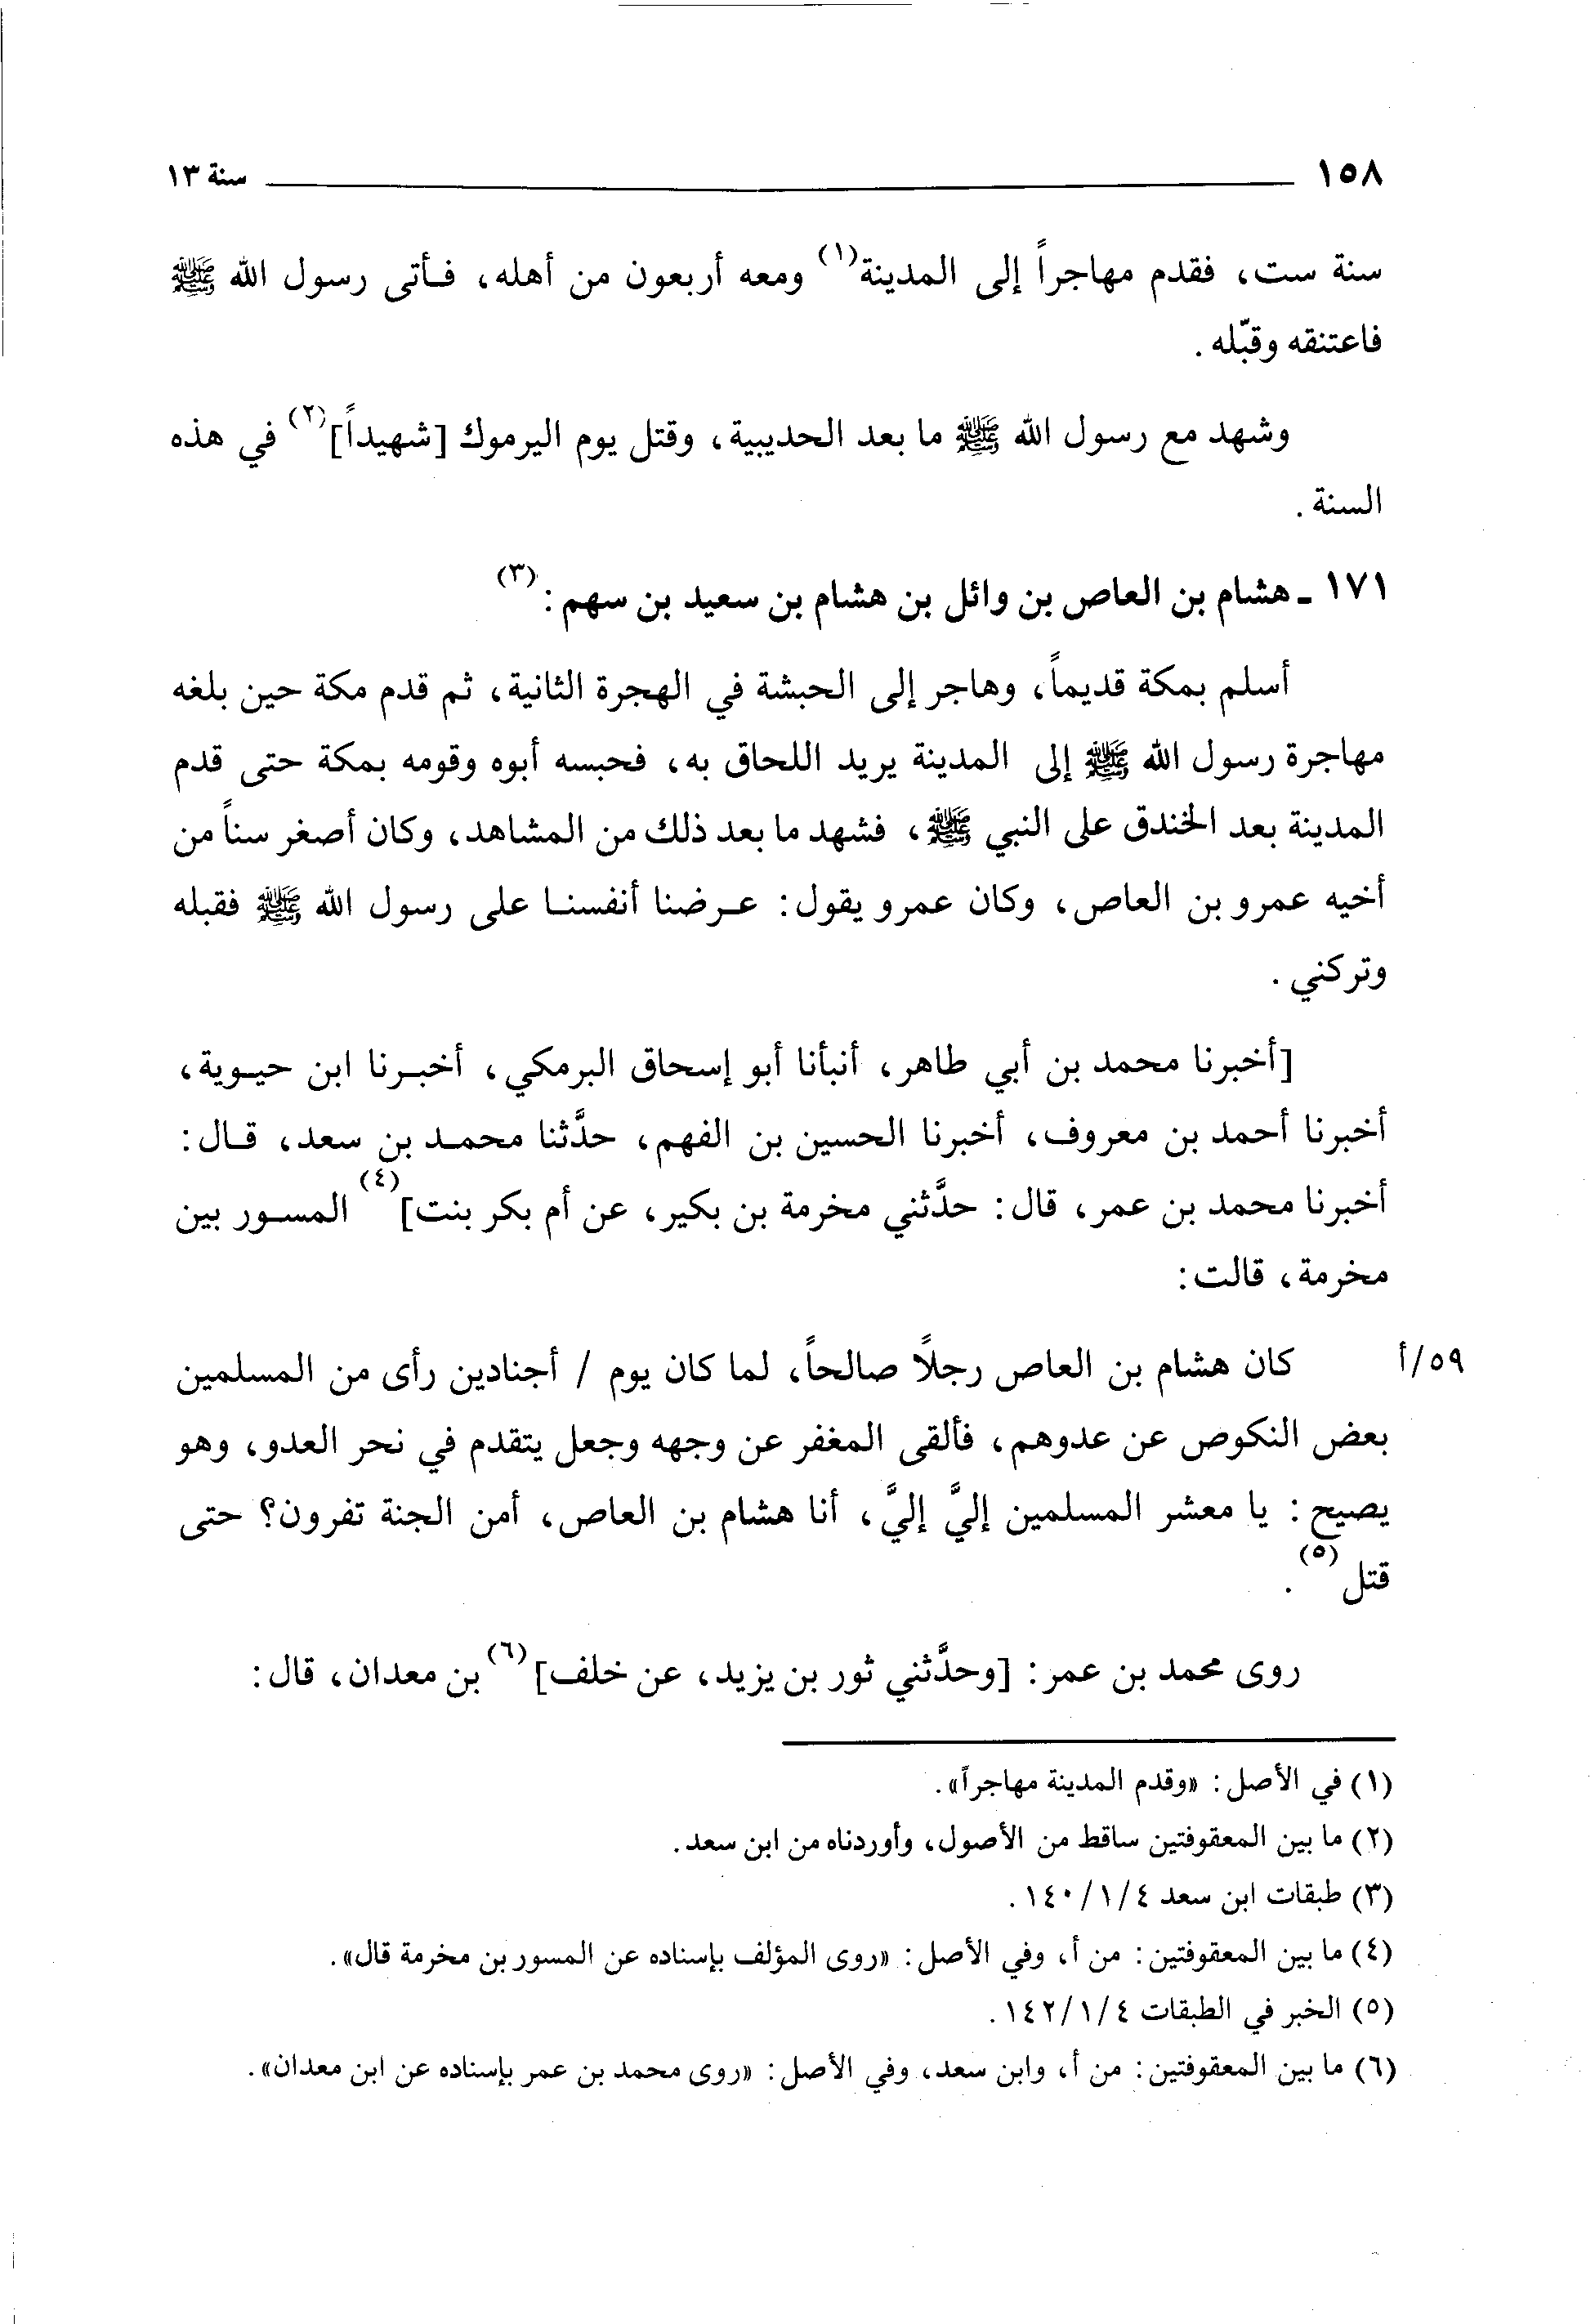 ١٥٨ سنة ١٣
سنة ست، فقدم مهاجراً إلى المدينة(١) ومعه أربعون من أهله، فـأتى رسول الله ﷺ
فاعتنقه وقبّله.
وشهد مع رسول الله ﷺ ما بعد الحديبية، وقتل يوم اليرموك [شهيداً](٢) في هذه
السنة.
١٧١ ـ هشام بن العاص بن وائل بن هشام بن سعيد بن سهم:(٣)
أسلم بمكة قديماً، وهاجر إلى الحبشة في الهجرة الثانية، ثم قدم مكة حين بلغه
مهاجرة رسول الله ﷺ إلى المدينة يريد اللحاق به، فحبسه أبوه وقومه بمكة حتى قدم
المدينة بعد الخندق على النبي ﷺ، فشهد ما بعد ذلك من المشاهد، وكان أصغر سناً من
أخيه عمرو بن العاص، وكان عمرو يقول: عـرضنا أنفسنـا على رسول الله ﷺ فقبله
وتركني.
[أخبرنا محمد بن أبي طاهر، أنبأنا أبو إسحاق البرمكي، أخبـرنا ابن حيـوية،
أخبرنا أحمد بن معروف، أخبرنا الحسين بن الفهم، حدَّثنا محمـد بن سعد، قـال:
أخبرنا محمد بن عمر، قال: حدَّثني مخرمة بن بكير، عن أم بكر بنت](٤) المسـور بين
مخرمة، قالت:
٥٩/أ كان هشام بن العاص رجلاً صالحاً، لما كان يوم / أجنادين رأى من المسلمين
بعض النكوص عن عدوهم، فألقى المغفر عن وجهه وجعل يتقدم في نحر العدو، وهو
يصيح: يا معشر المسلمين إليَّ إليَّ، أنا هشام بن العاص، أمن الجنة تفرون؟ حتى
قتل(٥).
روى محمد بن عمر: [وحدَّثني ثور بن يزيد، عن خلف](٦) بن معدان، قال:
(١) في الأصل: «وقدم المدينة مهاجراً».
(٢) ما بين المعقوفتين ساقط من الأصول، وأوردناه من ابن سعد.
(٣) طبقات ابن سعد ٤/١/١٤٠.
(٤) ما بين المعقوفتين: من أ، وفي الأصل: «روى المؤلف بإسناده عن المسور بن مخرمة قال».
(٥) الخبر في الطبقات ٤/١/١٤٢.
(٦) ما بين المعقوفتين: من أ، وابن سعد، وفي الأصل: «روى محمد بن عمر بإسناده عن ابن معدان».